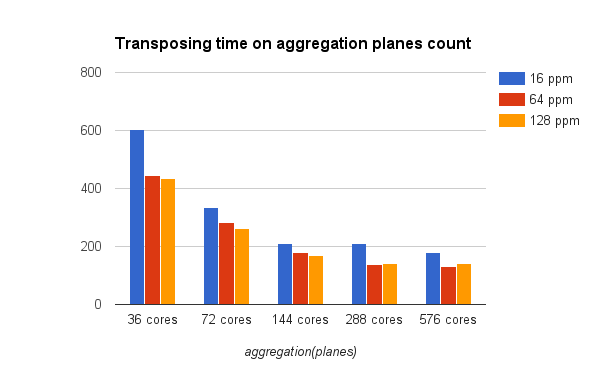 Transposing time on aggregation planes count
800
600
400
200
0
16 ppm
64 ppm
128 ppm
36 cores
72 cores
144 cores
288 cores
576 cores
aggregation(planes)